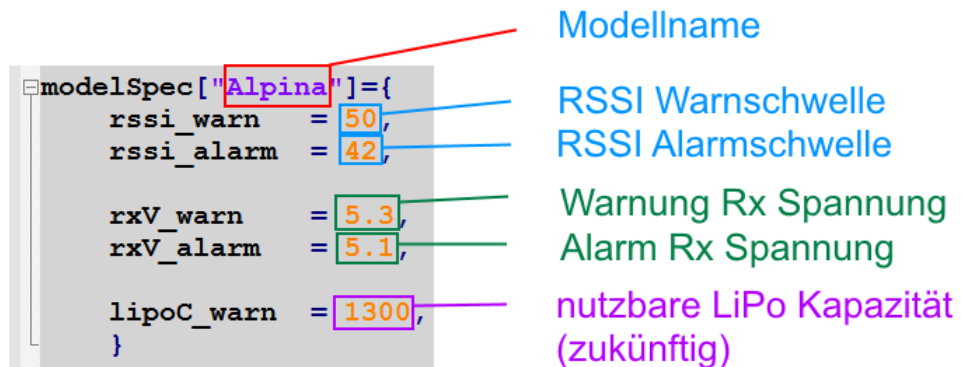 Modellname
modelSpec["Alpina"]={
rssi_warn = 50,
RSSI Warnschwelle
rssi_alarm = 42,
RSSI Alarmschwelle
rxV_warn = 5.3,
Warnung Rx Spannung
rxV_alarm = 5.1,
Alarm Rx Spannung
lipoC_warn = 1300,
nutzbare LiPo Kapazität
}
(zukünftig)